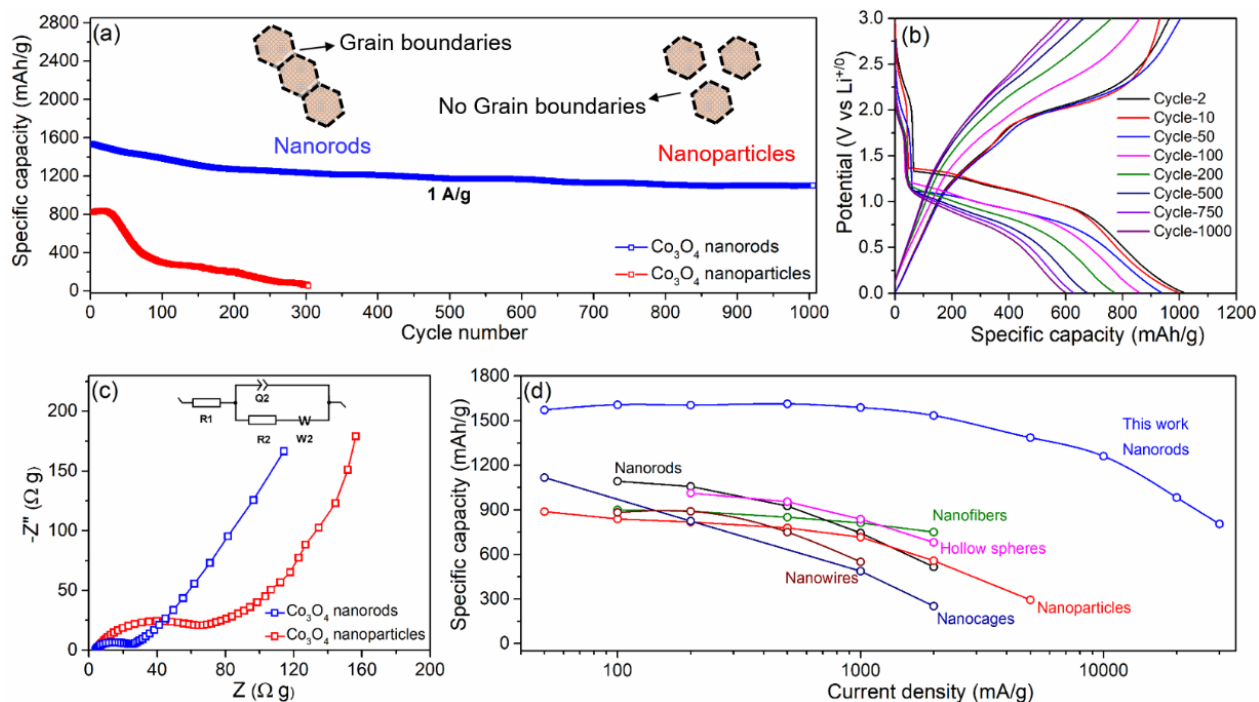 (a)
2800
2400
2000
1600
1200
800
400
0
Specific capacity (mAh/g)
Grain boundaries
No Grain boundaries
Nanorods
Nanoparticles
1 A/g
Co₃O₄ nanorods
Co₃O₄ nanoparticles
0 100 200 300 400 500 600 700 800 900 1000
Cycle number
(b)
3.0
2.5
2.0
1.5
1.0
0.5
0.0
Potential (V vs Li⁺ᐟ⁰)
Cycle-2
Cycle-10
Cycle-50
Cycle-100
Cycle-200
Cycle-500
Cycle-750
Cycle-1000
0 200 400 600 800 1000 1200
Specific capacity (mAh/g)
(c)
200
150
100
50
0
-Z" (Ω g)
Q2
R1
R2
W2
W
Co₃O₄ nanorods
Co₃O₄ nanoparticles
0 40 80 120 160 200
Z (Ω g)
(d)
1800
1500
1200
900
600
300
0
Specific capacity (mAh/g)
This work
Nanorods
Nanorods
Nanofibers
Hollow spheres
Nanowires
Nanoparticles
Nanocages
100 1000 10000
Current density (mA/g)